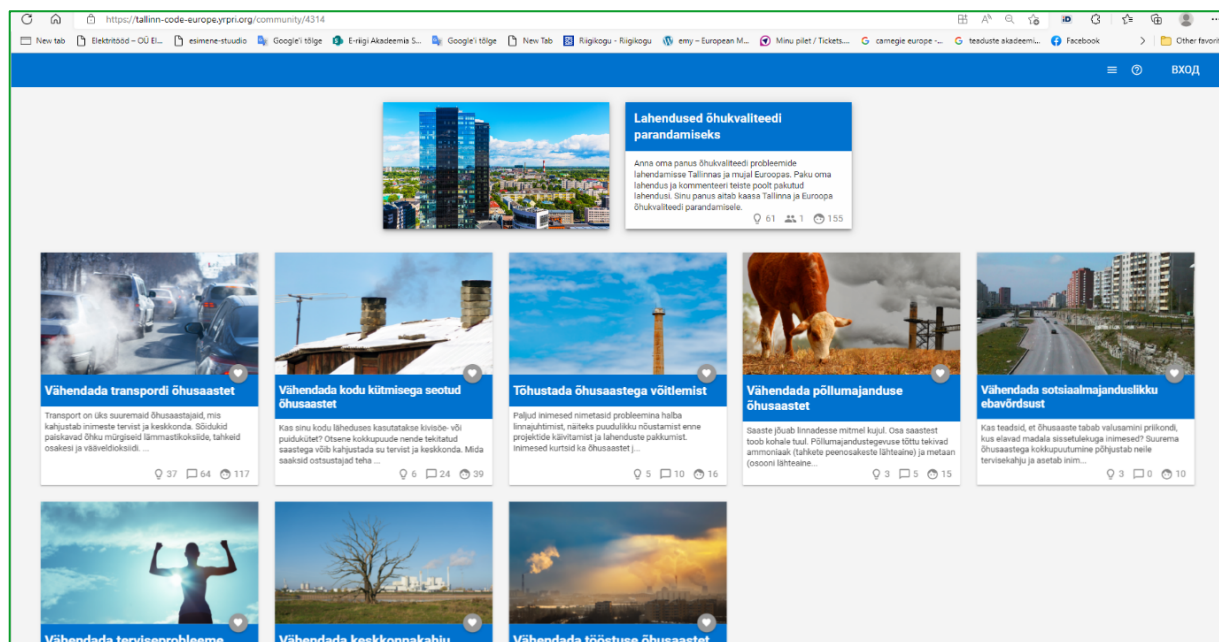 https://tallinn-code-europe.yrpri.org/community/4314
New tab
Elektritööd – OÜ El...
esimene-stuudio
Google'i tõlge
E-riigi Akadeemia S...
Google'i tõlge
New Tab
Riigikogu - Riigikogu
emy – European M...
Minu pilet / Tickets...
carnegie europe -...
teaduste akadeemi...
Facebook
Other favorit
ВХОД
Lahendused õhukvaliteedi
parandamiseks
Anna oma panus õhukvaliteedi probleemide
lahendamisse Tallinnas ja mujal Euroopas. Paku oma
lahendus ja kommenteeri teiste poolt pakutud
lahendusi. Sinu panus aitab kaasa Tallinna ja Euroopa
õhukvaliteedi parandamisele.
61 1 155
Vähendada transpordi õhusaastet
Transport on üks suuremaid õhusaastajaid, mis
kahjustab inimeste tervist ja keskkonda. Sõidukid
paiskavad õhku mürgiseid lämmastikoksiide, tahkeid
osakesi ja vääveldioksiidi. ...
37 64 117
Vähendada kodu kütmisega seotud
õhusaastet
Kas sinu kodu läheduses kasutatakse kivisöe- või
puidukütet? Otsene kokkupuude nende tekitatud
saastega võib kahjustada su tervist ja keskkonda. Mida
saaksid ostsustajad teha ...
6 24 39
Tõhustada õhusaastega võitlemist
Paljud inimesed nimetasid probleemina halba
linnajuhtimist, näiteks puudulikku nõustamist enne
projektide käivitamist ja lahenduste pakkumist.
Inimesed kurtsid ka õhusaastet j...
5 10 16
Vähendada põllumajanduse
õhusaastet
Saaste jõuab linnadesse mitmel kujul. Osa saastest
toob kohale tuul. Põllumajandustegevuse tõttu tekivad
ammoniaak (tahkete peenosakeste lähteaine) ja metaan
(osooni lähteaine...
3 5 15
Vähendada sotsiaalmajanduslikku
ebavõrdsust
Kas teadsid, et õhusaaste tabab valusamini piirkondi,
kus elavad madala sissetulekuga inimesed? Suurema
õhusaastega kokkupuutumine põhjustab neile
tervisekahju ja asetab inim...
3 0 10
Vähendada terviseprobleeme
Vähendada keskkonnakahju
Vähendada tööstuse õhusaastet